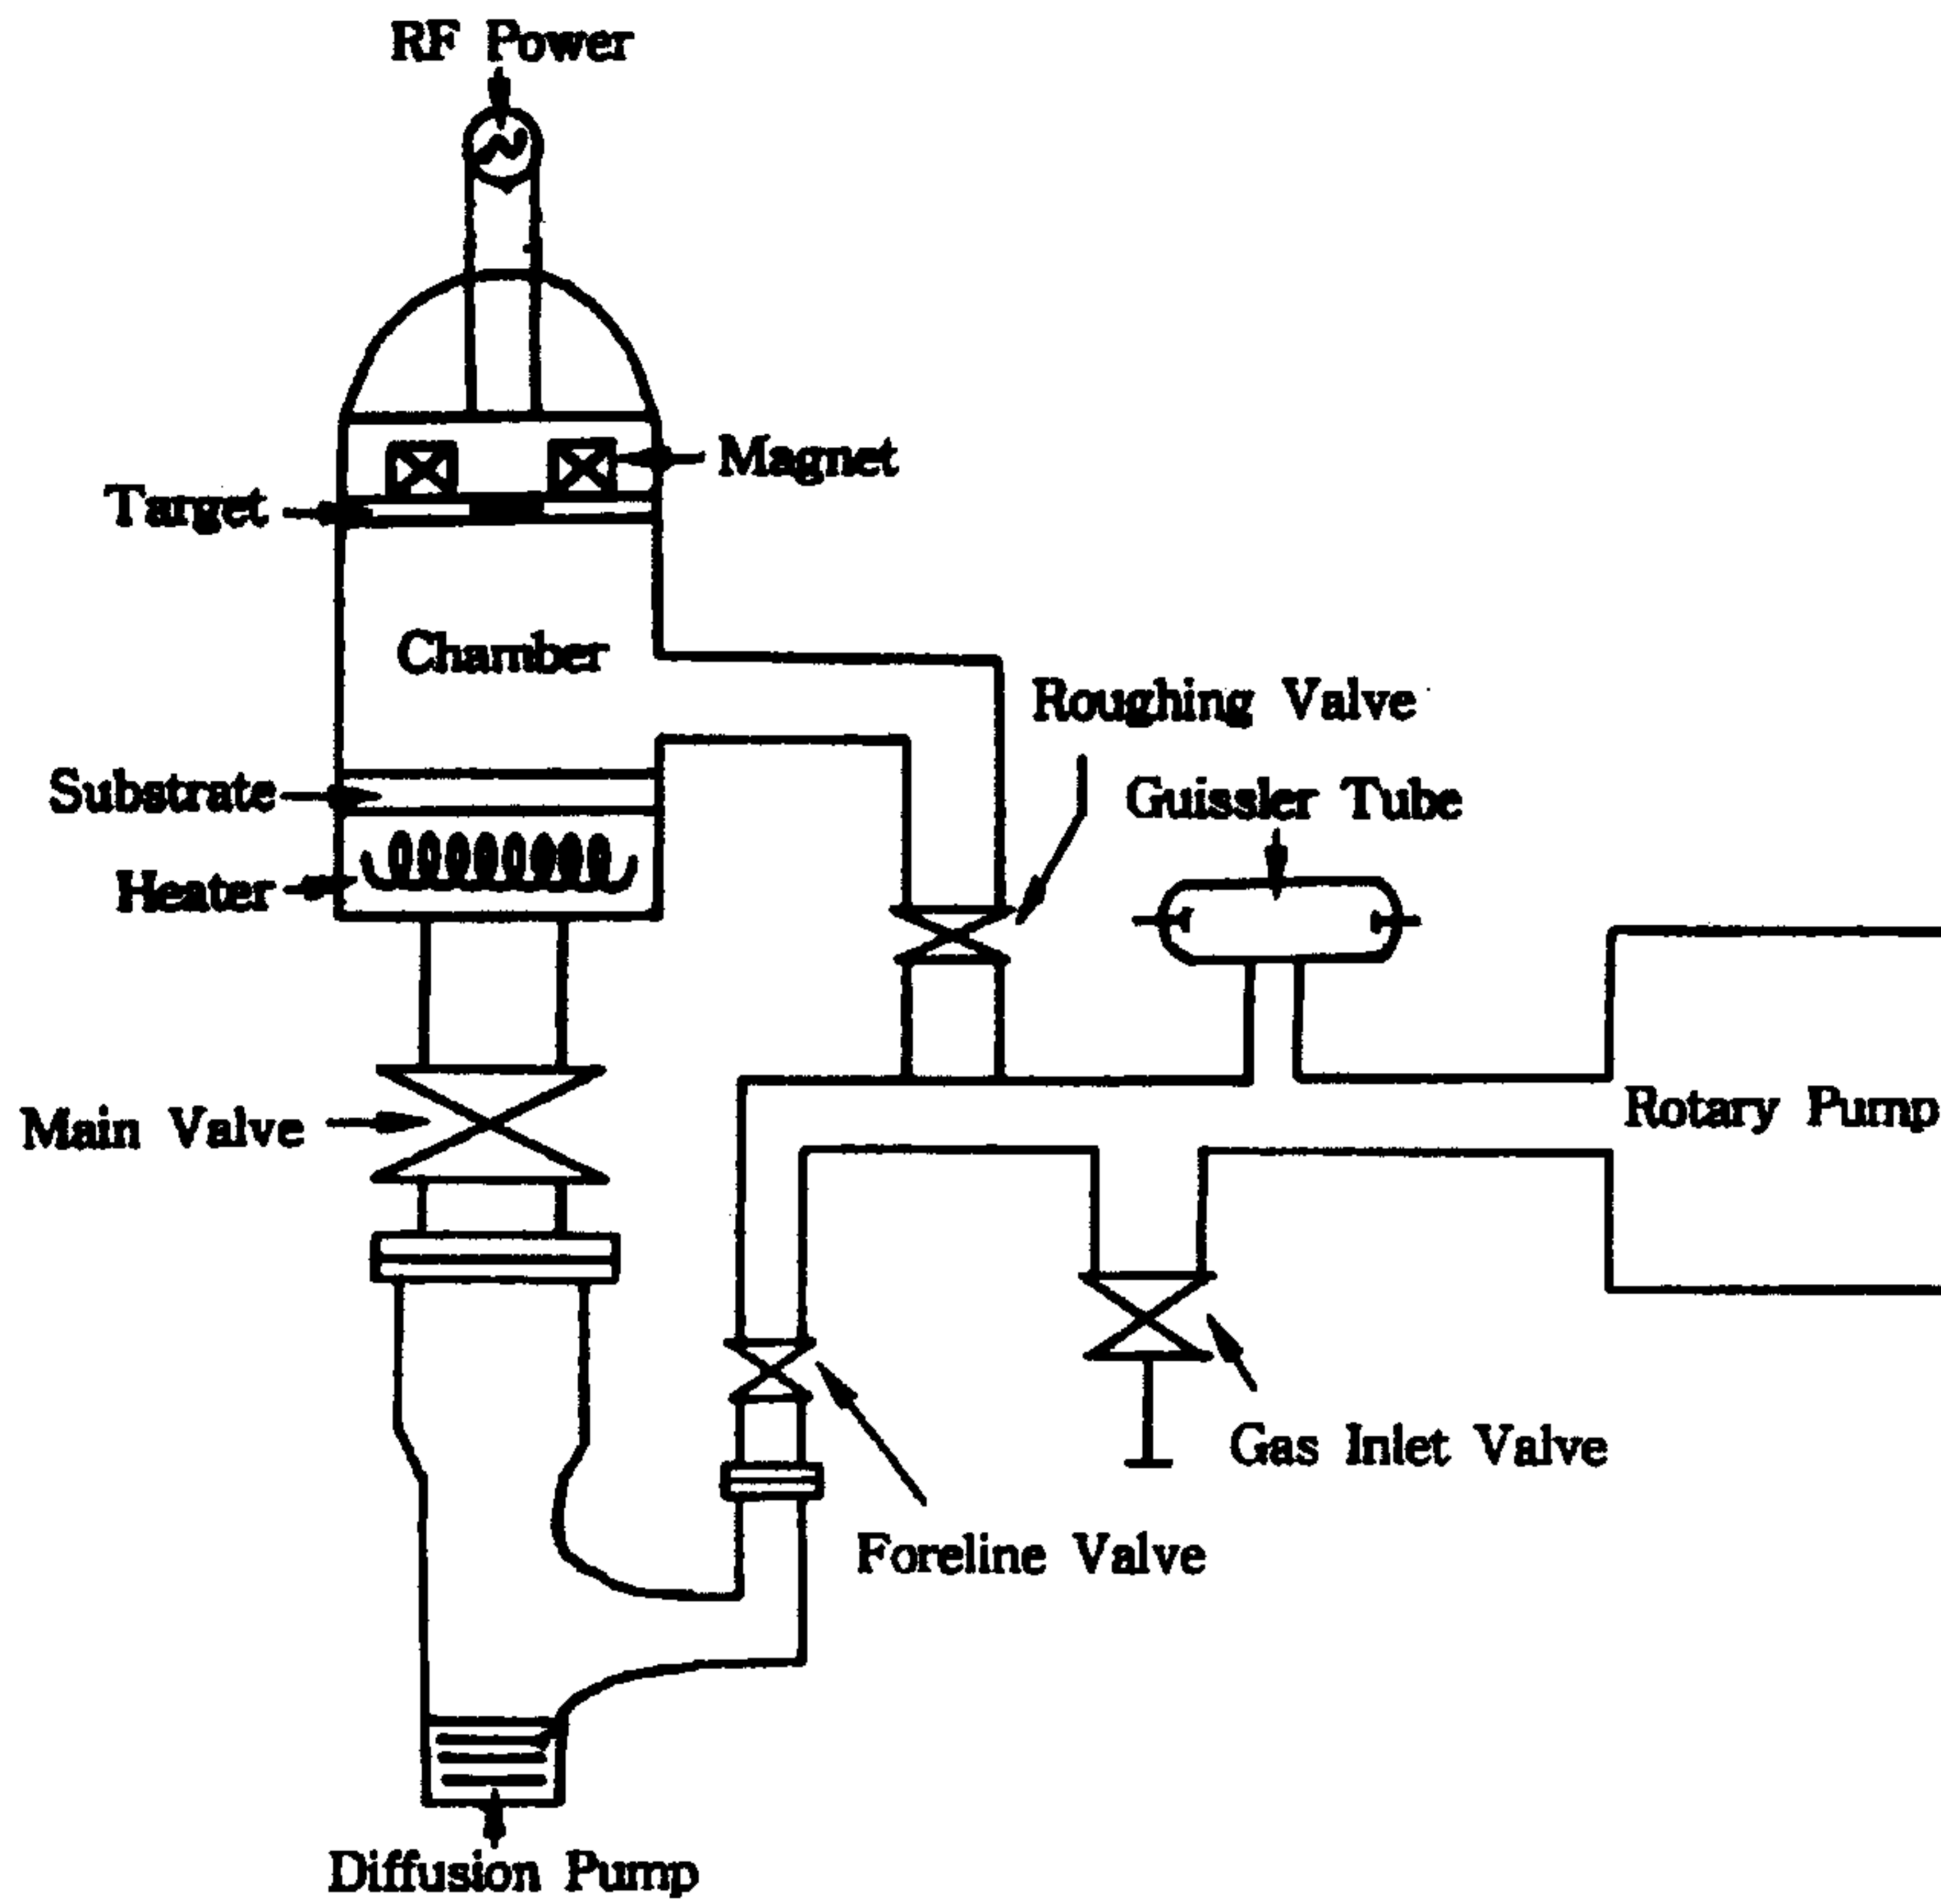 RF Power
Magnet
Target
Chamber
Roughing Valve
Substrate
Guissler Tube
Heater
Rotary Pump
Main Valve
Gas Inlet Valve
Foreline Valve
Diffusion Pump